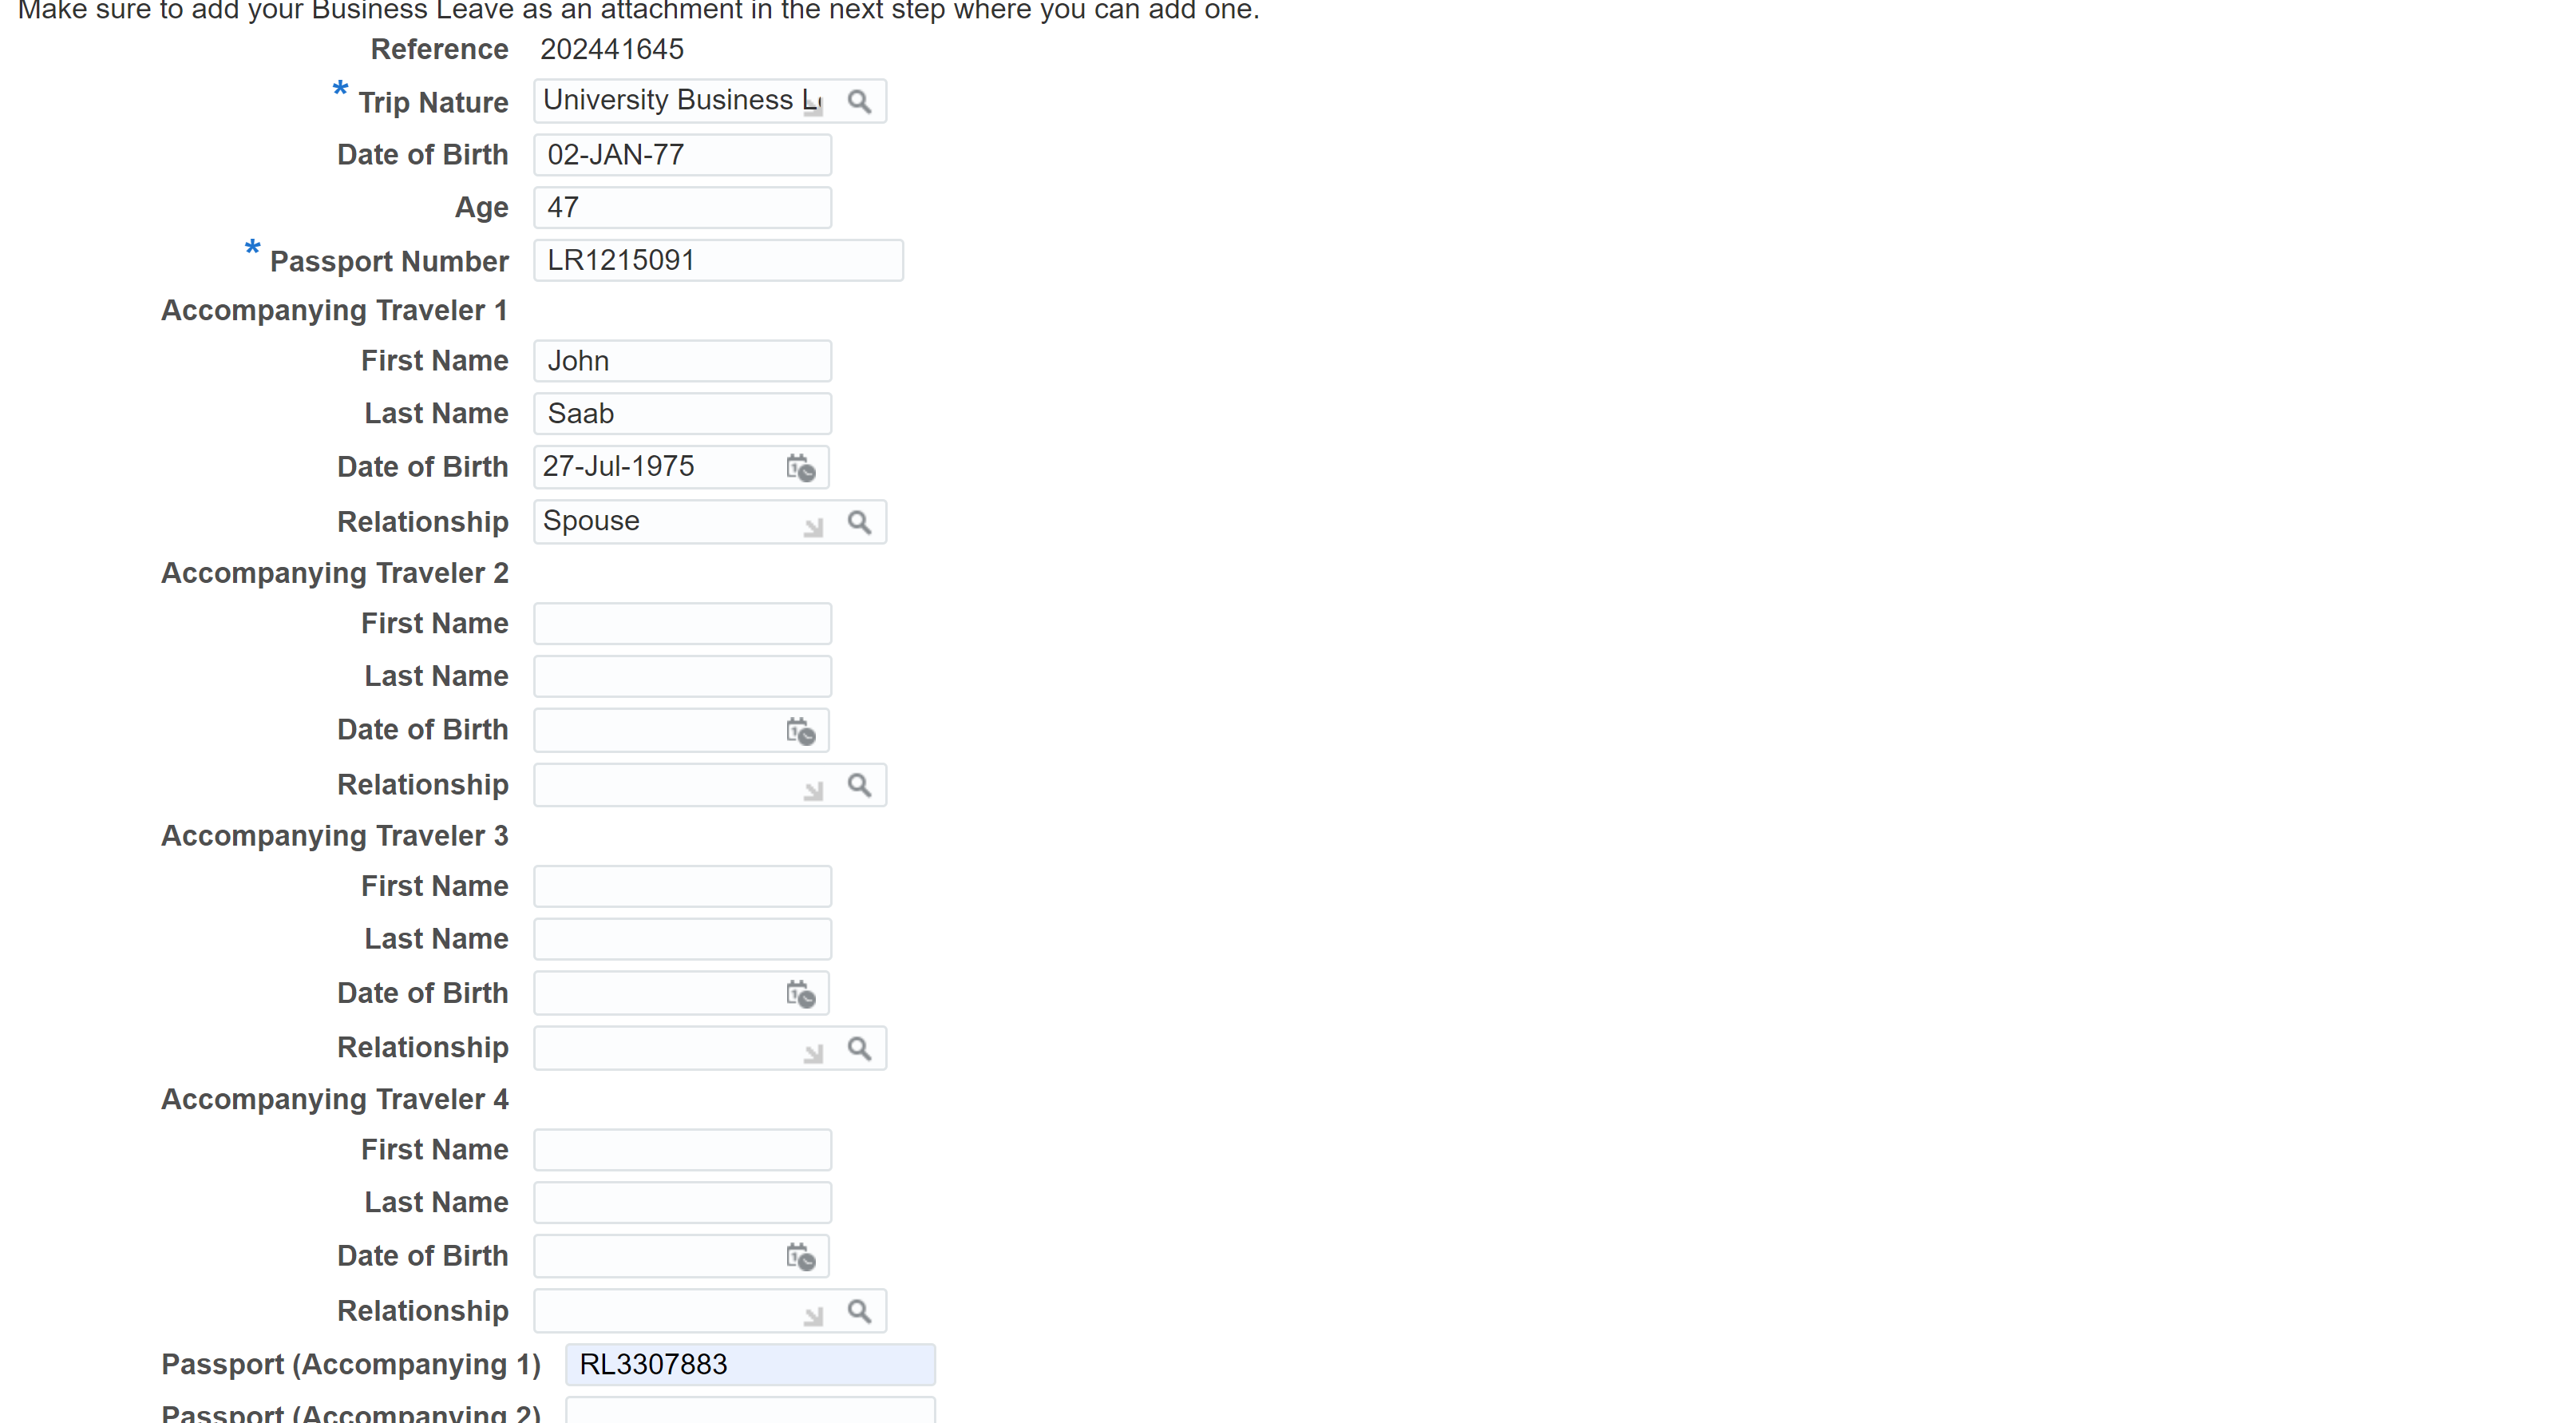 Make sure to add your Business Leave as an attachment in the next step where you can add one.
Reference 202441645
* Trip Nature University Business
Date of Birth 02-JAN-77
Age 47
* Passport Number LR1215091
Accompanying Traveler 1
First Name John
Last Name Saab
Date of Birth 27-Jul-1975
Relationship Spouse
Accompanying Traveler 2
First Name
Last Name
Date of Birth
Relationship
Accompanying Traveler 3
First Name
Last Name
Date of Birth
Relationship
Accompanying Traveler 4
First Name
Last Name
Date of Birth
Relationship
Passport (Accompanying 1) RL3307883
Passport (Accompanying 2)